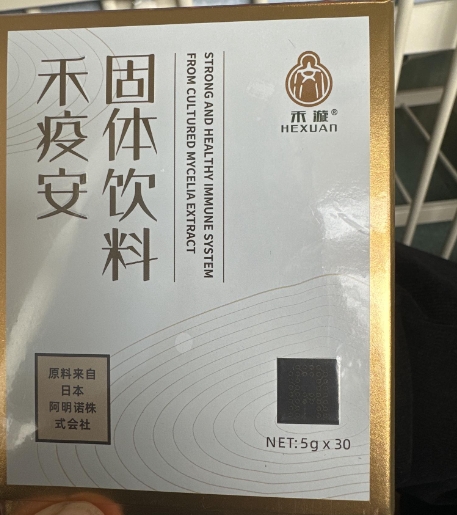 固体饮料
禾疫安
STRONG AND HEALTHY IMMUNE SYSTEM
FROM CULTURED MYCELIA EXTRACT
禾漩®
HEXUAN
原料来自
日本
阿明诺株
式会社
NET:5g x 30